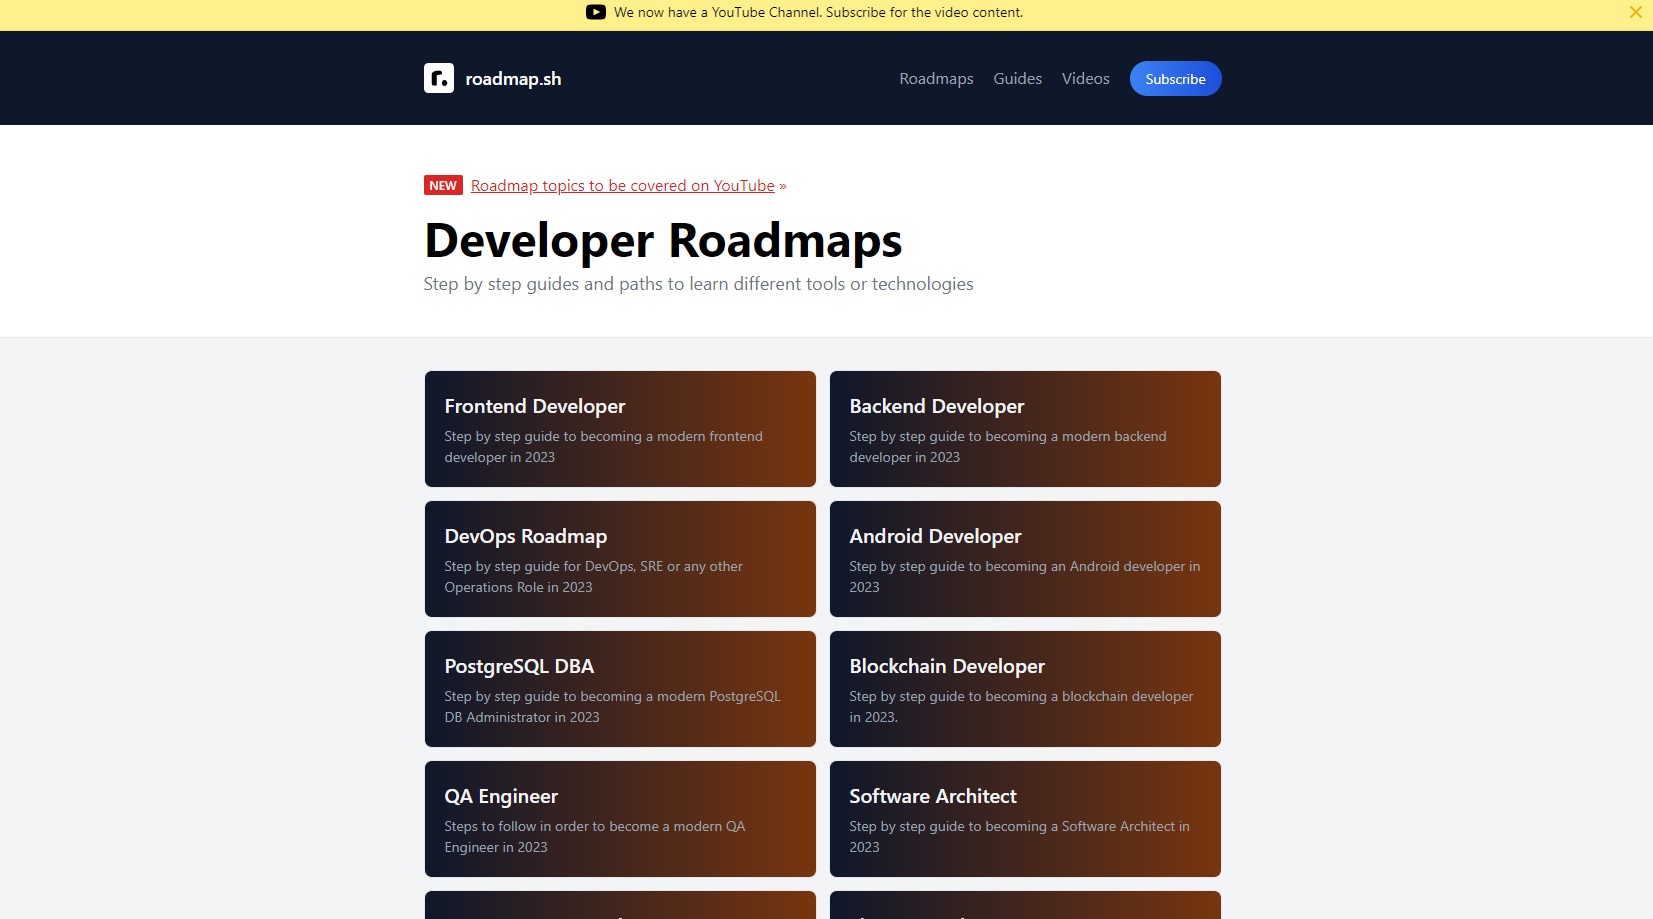 We now have a YouTube Channel. Subscribe for the video content.
roadmap.sh
Roadmaps Guides Videos Subscribe
NEW Roadmap topics to be covered on YouTube »
Developer Roadmaps
Step by step guides and paths to learn different tools or technologies
Frontend Developer
Step by step guide to becoming a modern frontend
developer in 2023
Backend Developer
Step by step guide to becoming a modern backend
developer in 2023
DevOps Roadmap
Step by step guide for DevOps, SRE or any other
Operations Role in 2023
Android Developer
Step by step guide to becoming an Android developer in
2023
PostgreSQL DBA
Step by step guide to becoming a modern PostgreSQL
DB Administrator in 2023
Blockchain Developer
Step by step guide to becoming a blockchain developer
in 2023.
QA Engineer
Steps to follow in order to become a modern QA
Engineer in 2023
Software Architect
Step by step guide to becoming a Software Architect in
2023